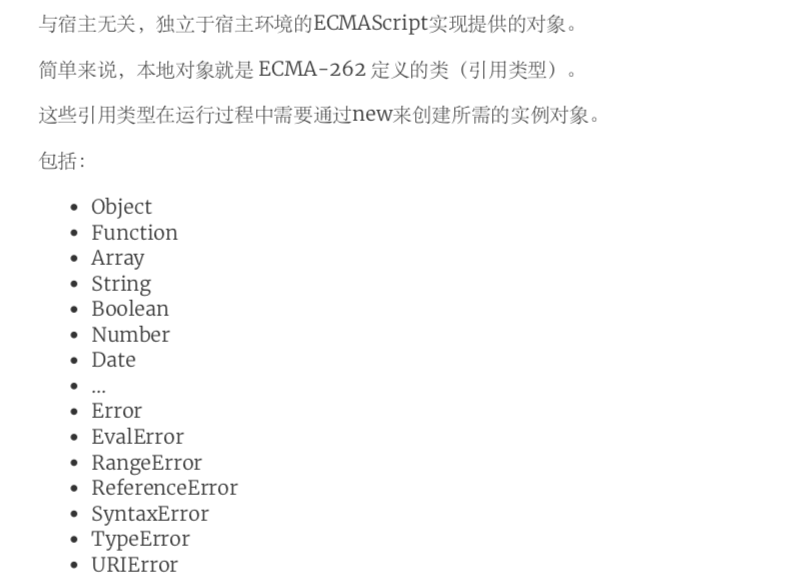 与宿主无关，独立于宿主环境的ECMAScript实现提供的对象。
简单来说，本地对象就是 ECMA-262 定义的类（引用类型）。
这些引用类型在运行过程中需要通过new来创建所需的实例对象。
包括：
• Object
• Function
• Array
• String
• Boolean
• Number
• Date
• ...
• Error
• EvalError
• RangeError
• ReferenceError
• SyntaxError
• TypeError
• URIError